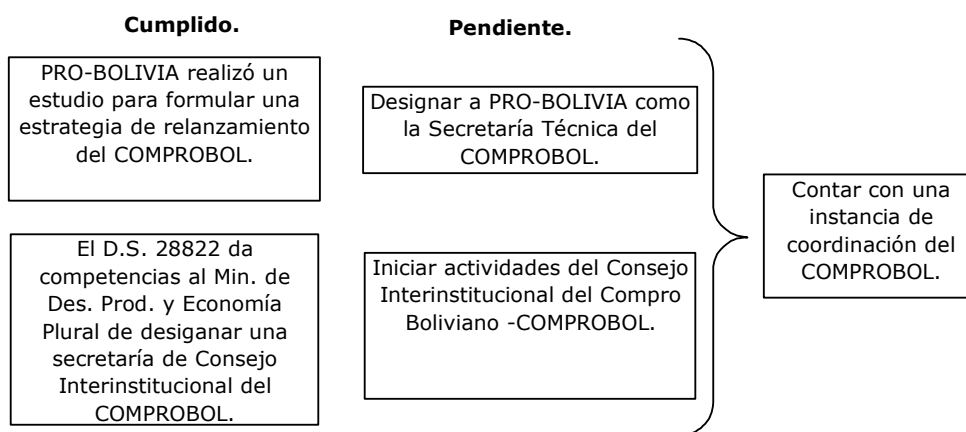 Cumplido.
PRO-BOLIVIA realizó un
estudio para formular una
estrategia de relanzamiento
del COMPROBOL.
El D.S. 28822 da
competencias al Min. de
Des. Prod. y Economía
Plural de desiganar una
secretaría de Consejo
Interinstitucional del
COMPROBOL.
Pendiente.
Designar a PRO-BOLIVIA como
la Secretaría Técnica del
COMPROBOL.
Iniciar actividades del Consejo
Interinstitucional del Compro
Boliviano -COMPROBOL.
Contar con una
instancia de
coordinación del
COMPROBOL.